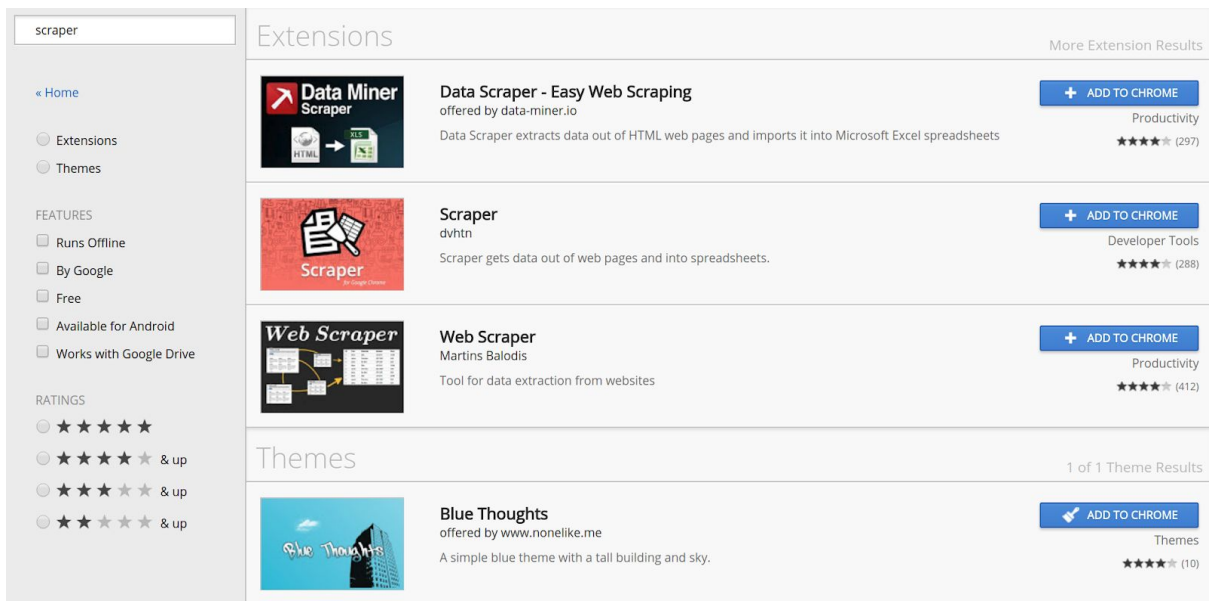 scraper
« Home
Extensions
Themes
FEATURES
Runs Offline
By Google
Free
Available for Android
Works with Google Drive
RATINGS
& up
& up
& up
Extensions
More Extension Results
Data Miner
Scraper
HTML
XLS
Data Scraper - Easy Web Scraping
offered by data-miner.io
Data Scraper extracts data out of HTML web pages and imports it into Microsoft Excel spreadsheets
ADD TO CHROME
Productivity
(297)
Scraper
for Google Chrome
Scraper
dvhtn
Scraper gets data out of web pages and into spreadsheets.
ADD TO CHROME
Developer Tools
(288)
Web Scraper
Web Scraper
Martins Balodis
Tool for data extraction from websites
ADD TO CHROME
Productivity
(412)
Themes
1 of 1 Theme Results
Blue Thoughts
Blue Thoughts
offered by www.nonelike.me
A simple blue theme with a tall building and sky.
ADD TO CHROME
Themes
(10)